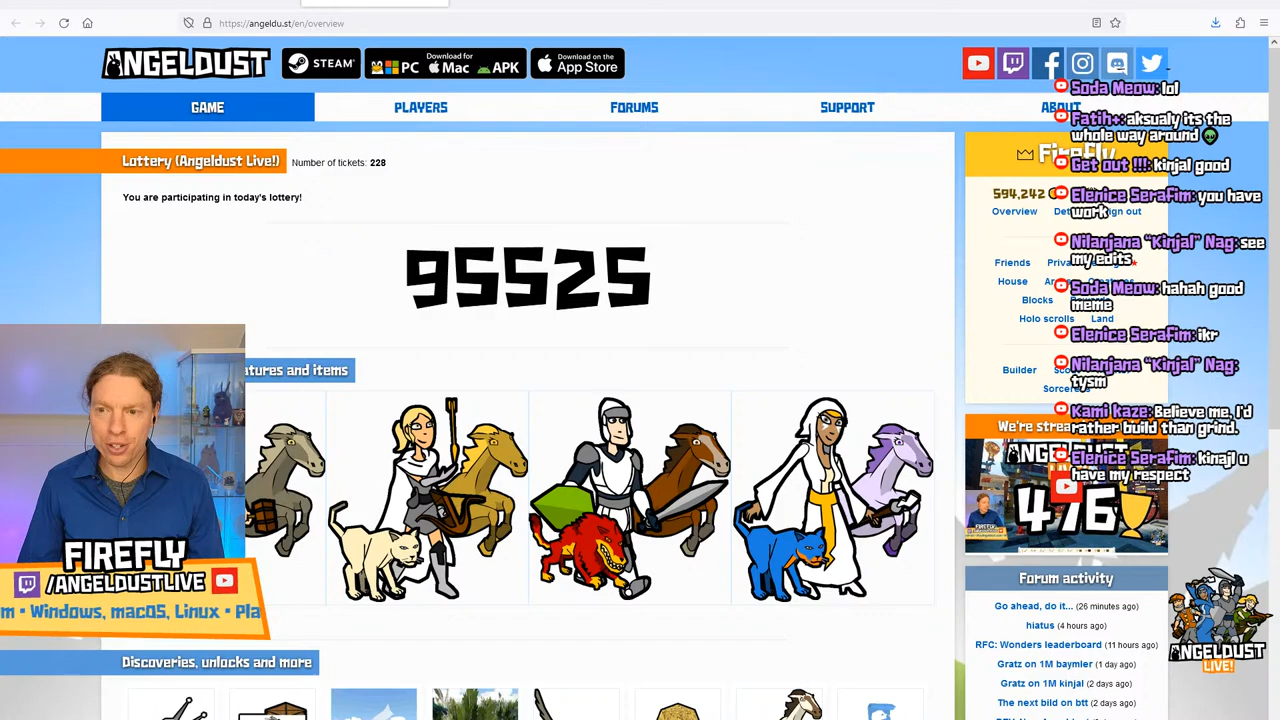 https://angeldu.st/en/overview
ANGELDUST
STEAM
Download for
PC
Mac
APK
Download on the
App Store
GAME
PLAYERS
FORUMS
SUPPORT
ABOUT
Lottery (Angeldust Live!)
Number of tickets: 228
You are participating in today's lottery!
95525
atures and items
Discoveries, unlocks and more
Firefly
594,242
Overview
Friends
House
Blocks
Holo scrolls
Land
Builder
We're strea
476
Forum activity
Go ahead, do it... (26 minutes ago)
hiatus (4 hours ago)
RFC: Wonders leaderboard (11 hours ago)
Gratz on 1M baymier (1 day ago)
Gratz on 1M kinjal (2 days ago)
The next bild on btt (2 days ago)
Soda Meow: lol
Fatih+: aksualy its the
whole way around
Get out !!!: kinjal good
Elenice Serafim: you have
work
Nilanjana "Kinjal" Nag: see
my edits
Soda Meow: hahah good
meme
Elenice Serafim: ikr
Nilanjana "Kinjal" Nag:
tysm
Kami kaze: Believe me, I'd
rather build than grind.
Elenice Serafim: kinajl u
have my respect
FIREFLY
/ANGELDUSTLIVE
m • Windows, macOS, Linux • Pla
ANGELDUST
LIVE!